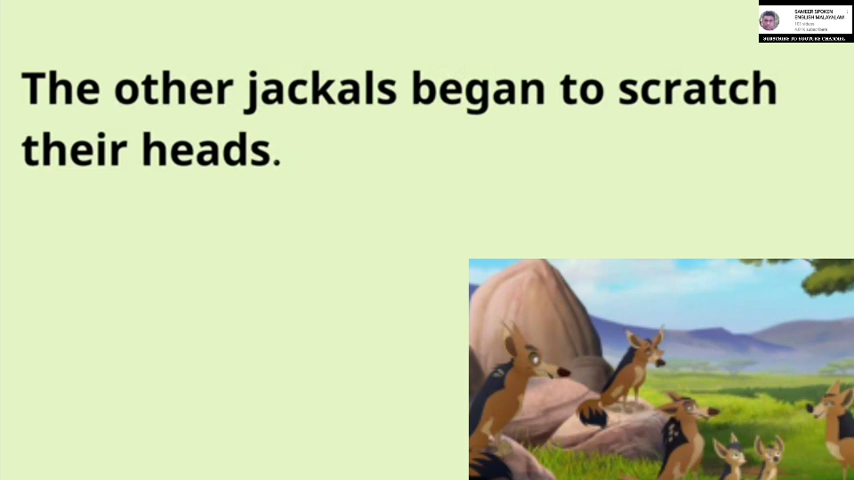 SAMEER SPOKEN
ENGLISH MALAYALAM
The other jackals began to scratch
their heads.